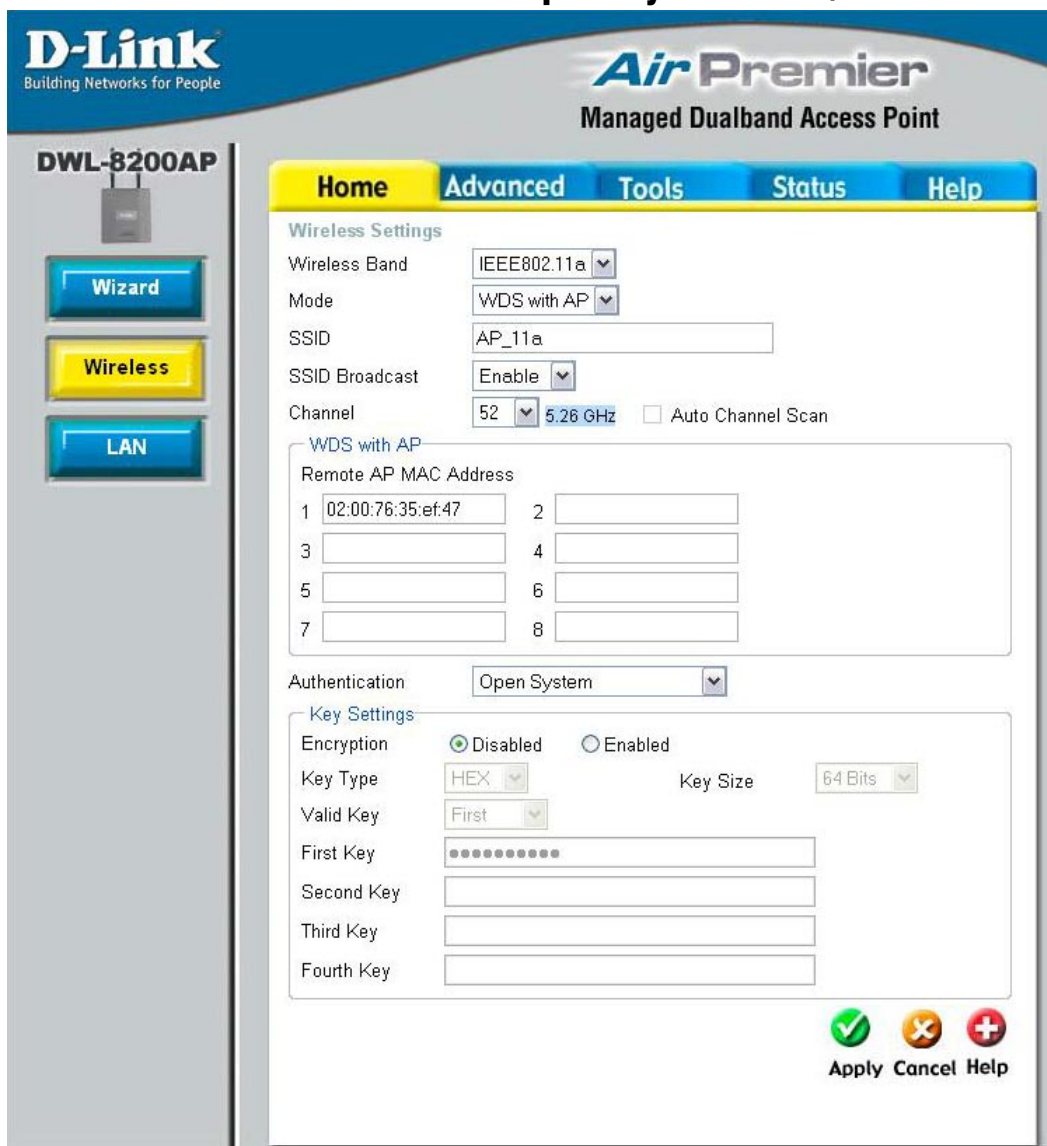 D-Link
Building Networks for People
Air Premier
Managed Dualband Access Point
DWL-8200AP
Wizard
Wireless
LAN
Home Advanced Tools Status Help
Wireless Settings
Wireless Band IEEE802.11a
Mode WDS with AP
SSID AP_11a
SSID Broadcast Enable
Channel 52 5.26 GHz Auto Channel Scan
WDS with AP
Remote AP MAC Address
1 02:00:76:35:ef:47 2
3 4
5 6
7 8
Authentication Open System
Key Settings
Encryption Disabled Enabled
Key Type HEX Key Size 64 Bits
Valid Key First
First Key ●●●●●●●●●●
Second Key
Third Key
Fourth Key
Apply Cancel Help